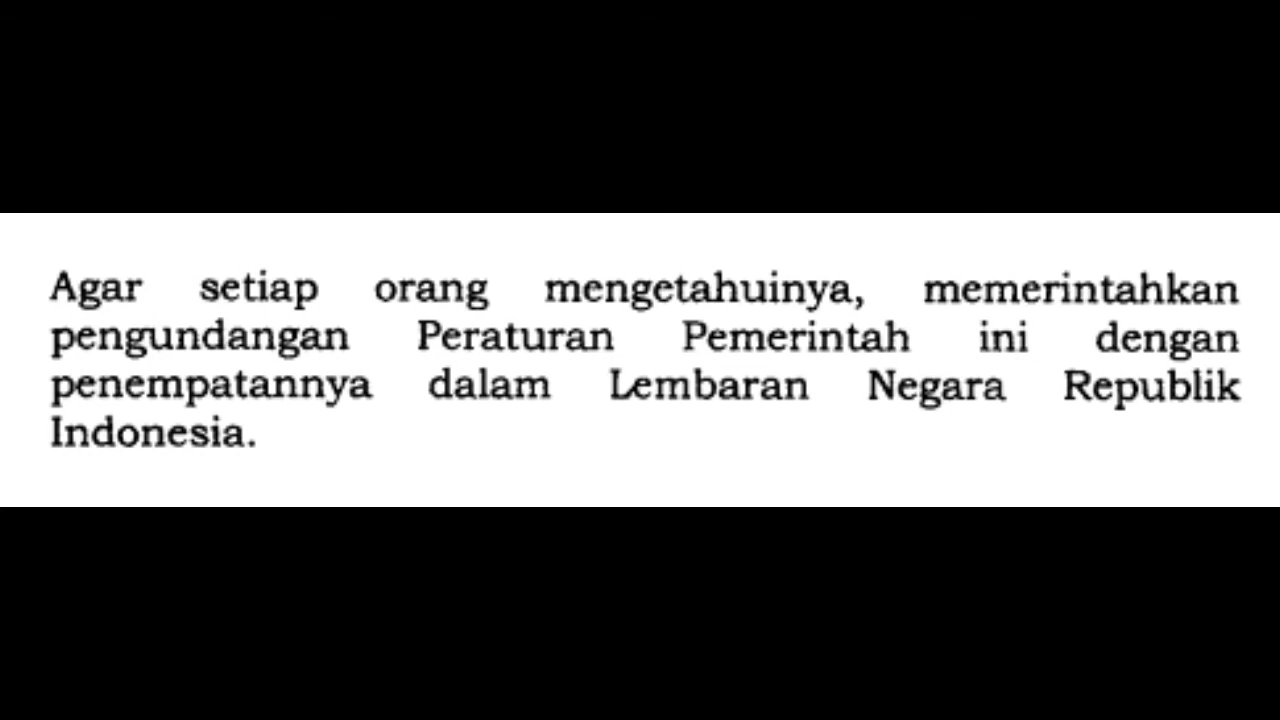 Agar setiap orang mengetahuinya, memerintahkan
pengundangan Peraturan Pemerintah ini dengan
penempatannya dalam Lembaran Negara Republik
Indonesia.